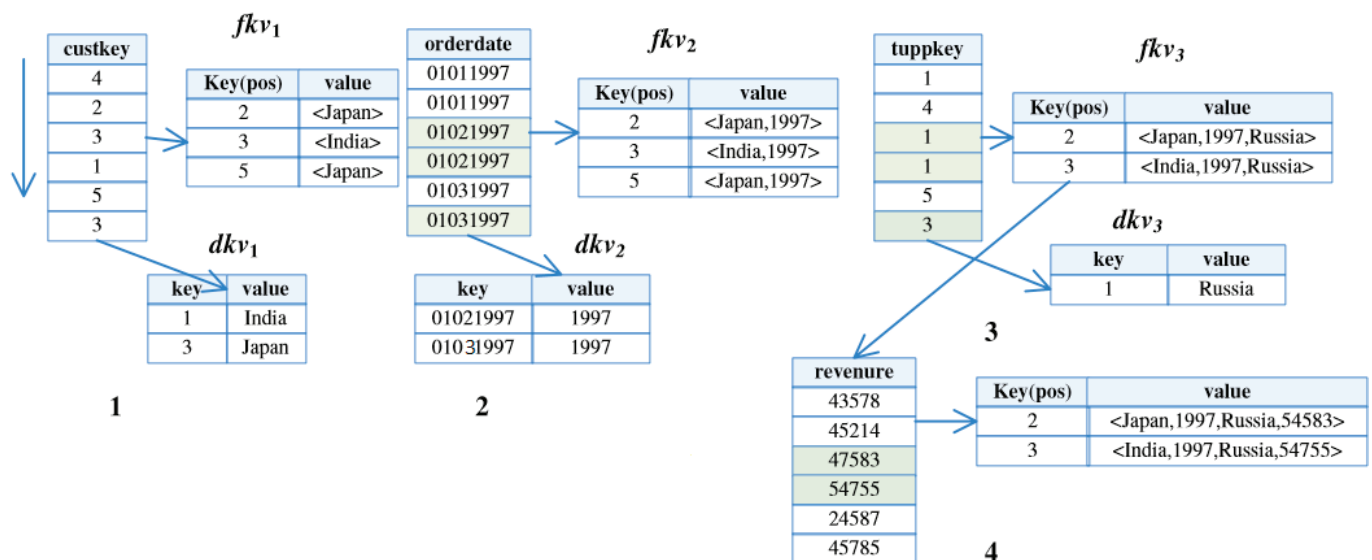 fkv1
custkey
4
2
3
1
5
3
Key(pos) value
2 <Japan>
3 <India>
5 <Japan>
dkv1
key value
1 India
3 Japan
1
orderdate
01011997
01011997
01021997
01021997
01031997
01031997
fkv2
Key(pos) value
2 <Japan,1997>
3 <India,1997>
5 <Japan,1997>
dkv2
key value
01021997 1997
01031997 1997
2
tuppkey
1
4
1
1
5
3
fkv3
Key(pos) value
2 <Japan,1997,Russia>
3 <India,1997,Russia>
dkv3
key value
1 Russia
3
revenure
43578
45214
47583
54755
24587
45785
Key(pos) value
2 <Japan,1997,Russia,54583>
3 <India,1997,Russia,54755>
4